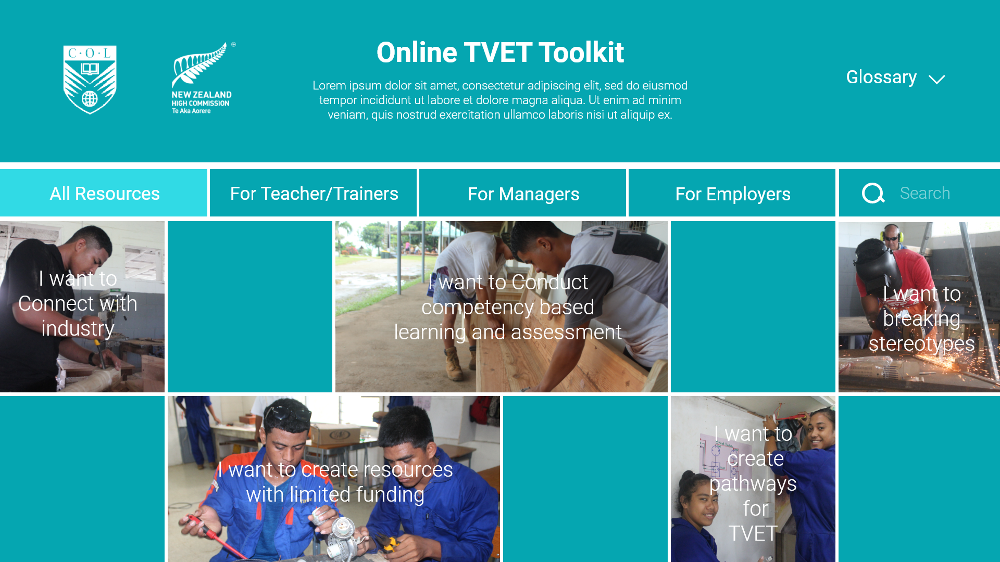 C·O·L
NEW ZEALAND
HIGH COMMISSION
Te Aka Aorere
TM
Online TVET Toolkit
Lorem ipsum dolor sit amet, consectetur adipiscing elit, sed do eiusmod
tempor incididunt ut labore et dolore magna aliqua. Ut enim ad minim
veniam, quis nostrud exercitation ullamco laboris nisi ut aliquip ex.
Glossary
All Resources
For Teacher/Trainers
For Managers
For Employers
Search
I want to
Connect with
industry
I want to Conduct
competency based
learning and assessment
I want to
breaking
stereotypes
I want to create resources
with limited funding
I want to
create
pathways
for
TVET